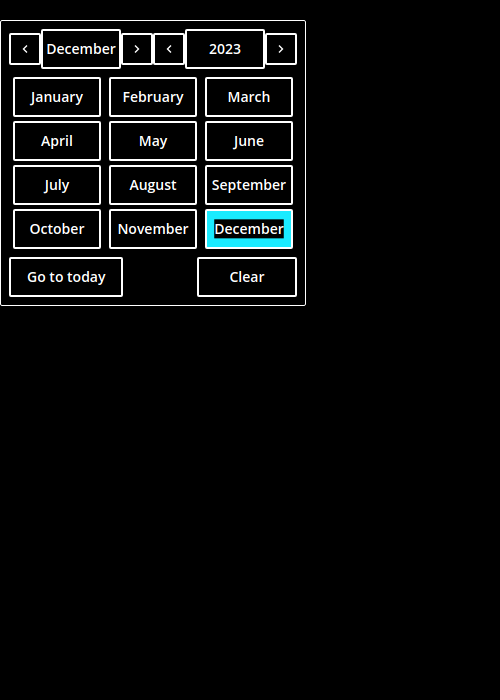 December 2023
January February March
April May June
July August September
October November December
Go to today Clear